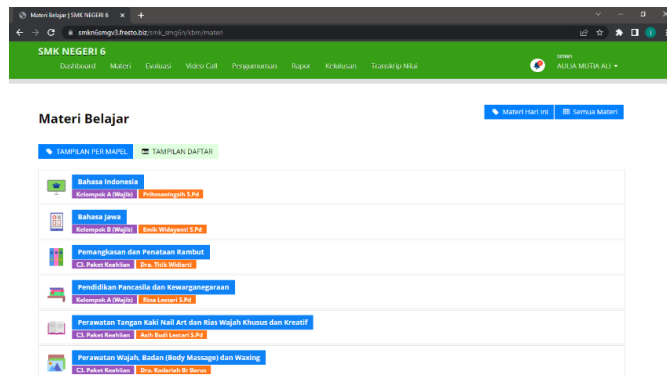 Materi Belajar | SMK NEGERI 6
smkn6smgv3.fresto.biz/smk_smg6n/kbm/materi
SMK NEGERI 6
Dashboard Materi Evaluasi Video Call Pengumuman Rapor Kelulusan Transkrip Nilai
AULIA MUTIA ALI
Materi Belajar
Materi Hari Ini Semua Materi
TAMPILAN PER MAPEL TAMPILAN DAFTAR
Bahasa Indonesia
Kelompok A (Wajib) S.Pd
Bahasa Jawa
Kelompok B (Wajib) Emik Widayanti S.Pd
Pemangkasan dan Penataan Rambut
C3. Paket Keahlian Dra. Titik Widiarti
Pendidikan Pancasila dan Kewarganegaraan
Kelompok A (Wajib) Rina Lestari S.Pd
Perawatan Tangan Kaki Nail Art dan Rias Wajah Khusus dan Kreatif
C3. Paket Keahlian Asih Budi Lestari S.Pd
Perawatan Wajah, Badan (Body Massage) dan Waxing
C3. Paket Keahlian Dra. Kodariah Br Barus